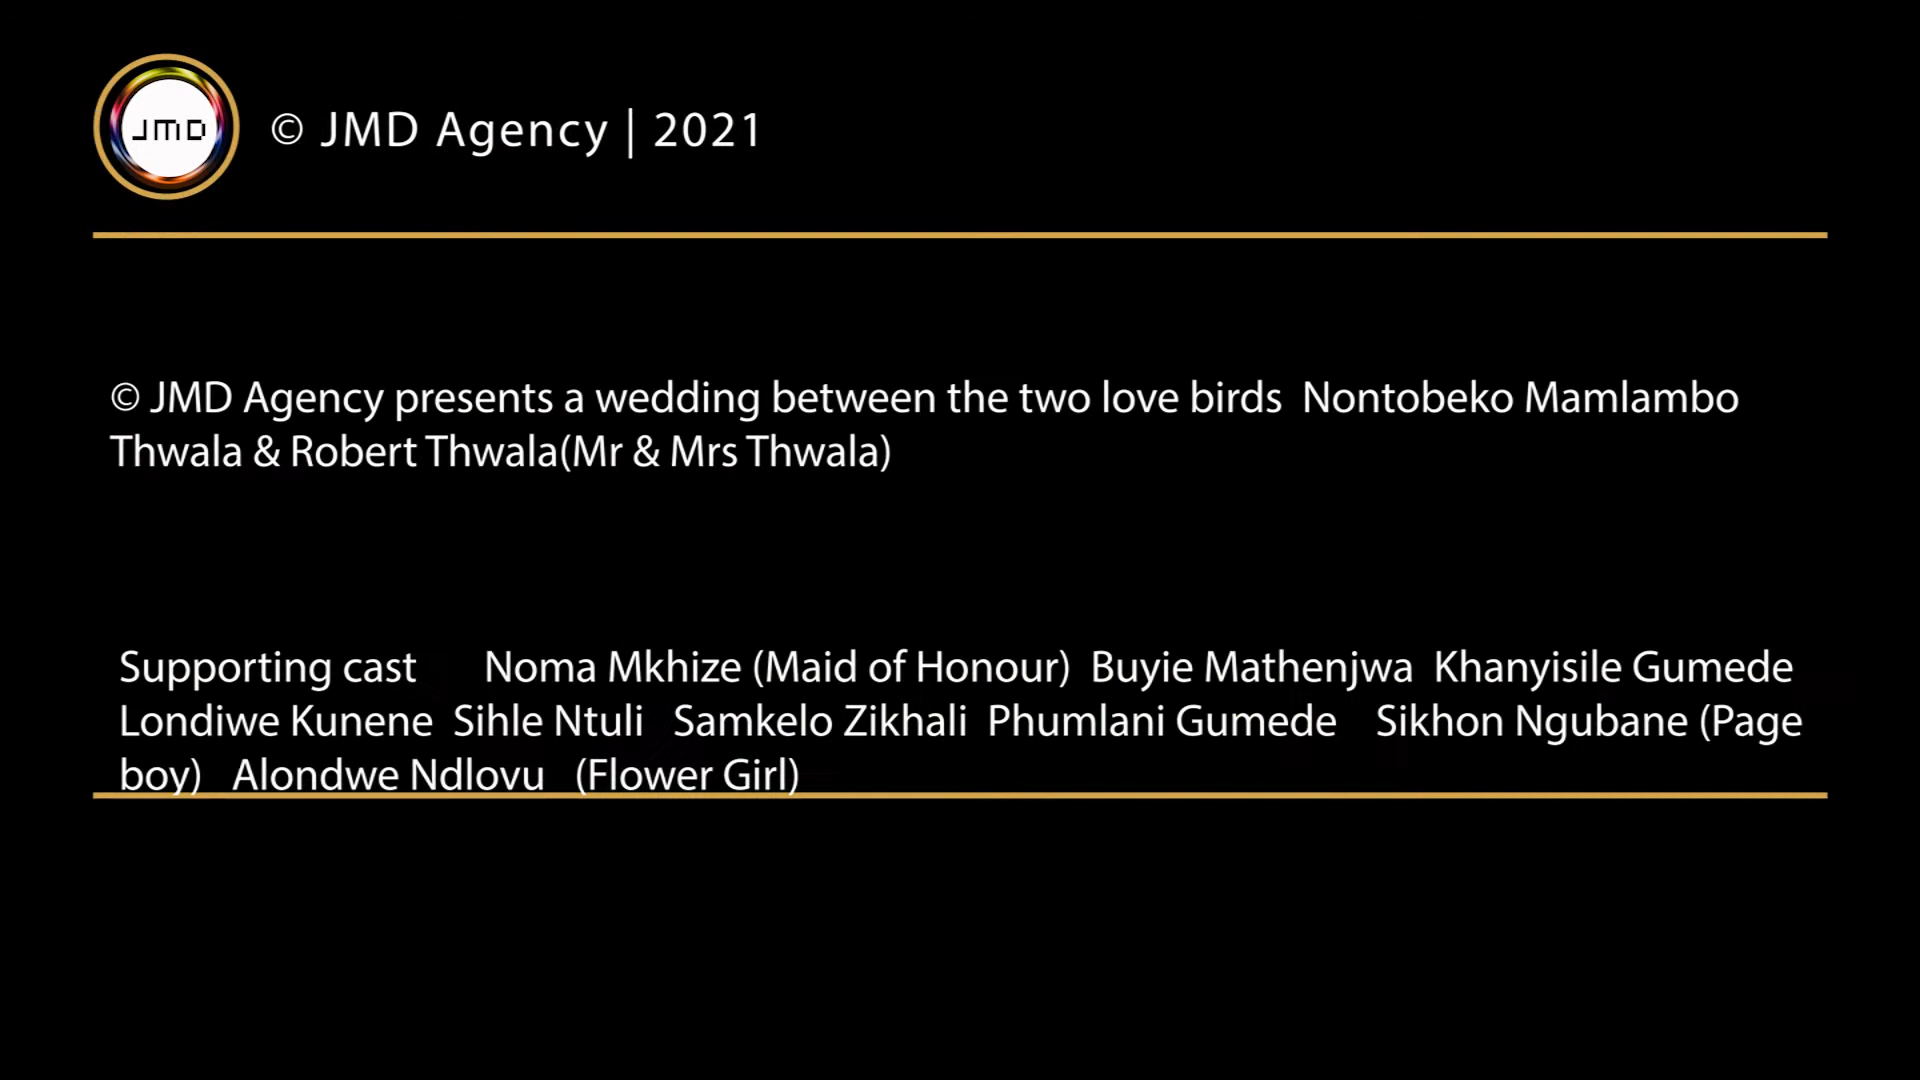 JMD
© JMD Agency | 2021
© JMD Agency presents a wedding between the two love birds  Nontobeko Mamlambo
Thwala & Robert Thwala(Mr & Mrs Thwala)
Supporting cast      Noma Mkhize (Maid of Honour)  Buyie Mathenjwa  Khanyisile Gumede
Londiwe Kunene  Sihle Ntuli   Samkelo Zikhali  Phumlani Gumede    Sikhon Ngubane (Page
boy)   Alondwe Ndlovu   (Flower Girl)